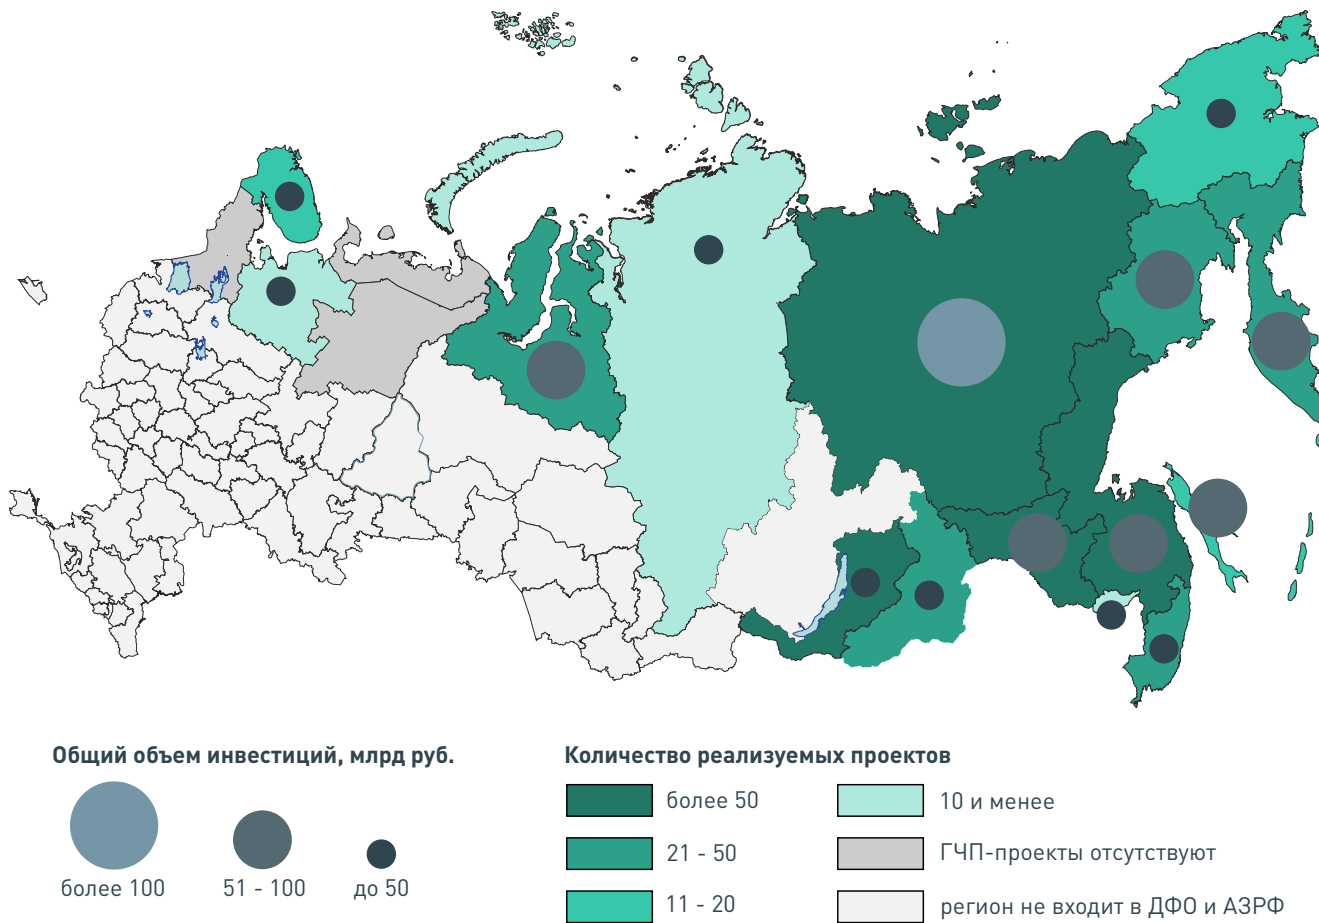 Общий объем инвестиций, млрд руб.
более 100
51 - 100
до 50
Количество реализуемых проектов
более 50
21 - 50
11 - 20
10 и менее
ГЧП-проекты отсутствуют
регион не входит в ДФО и АЗРФ